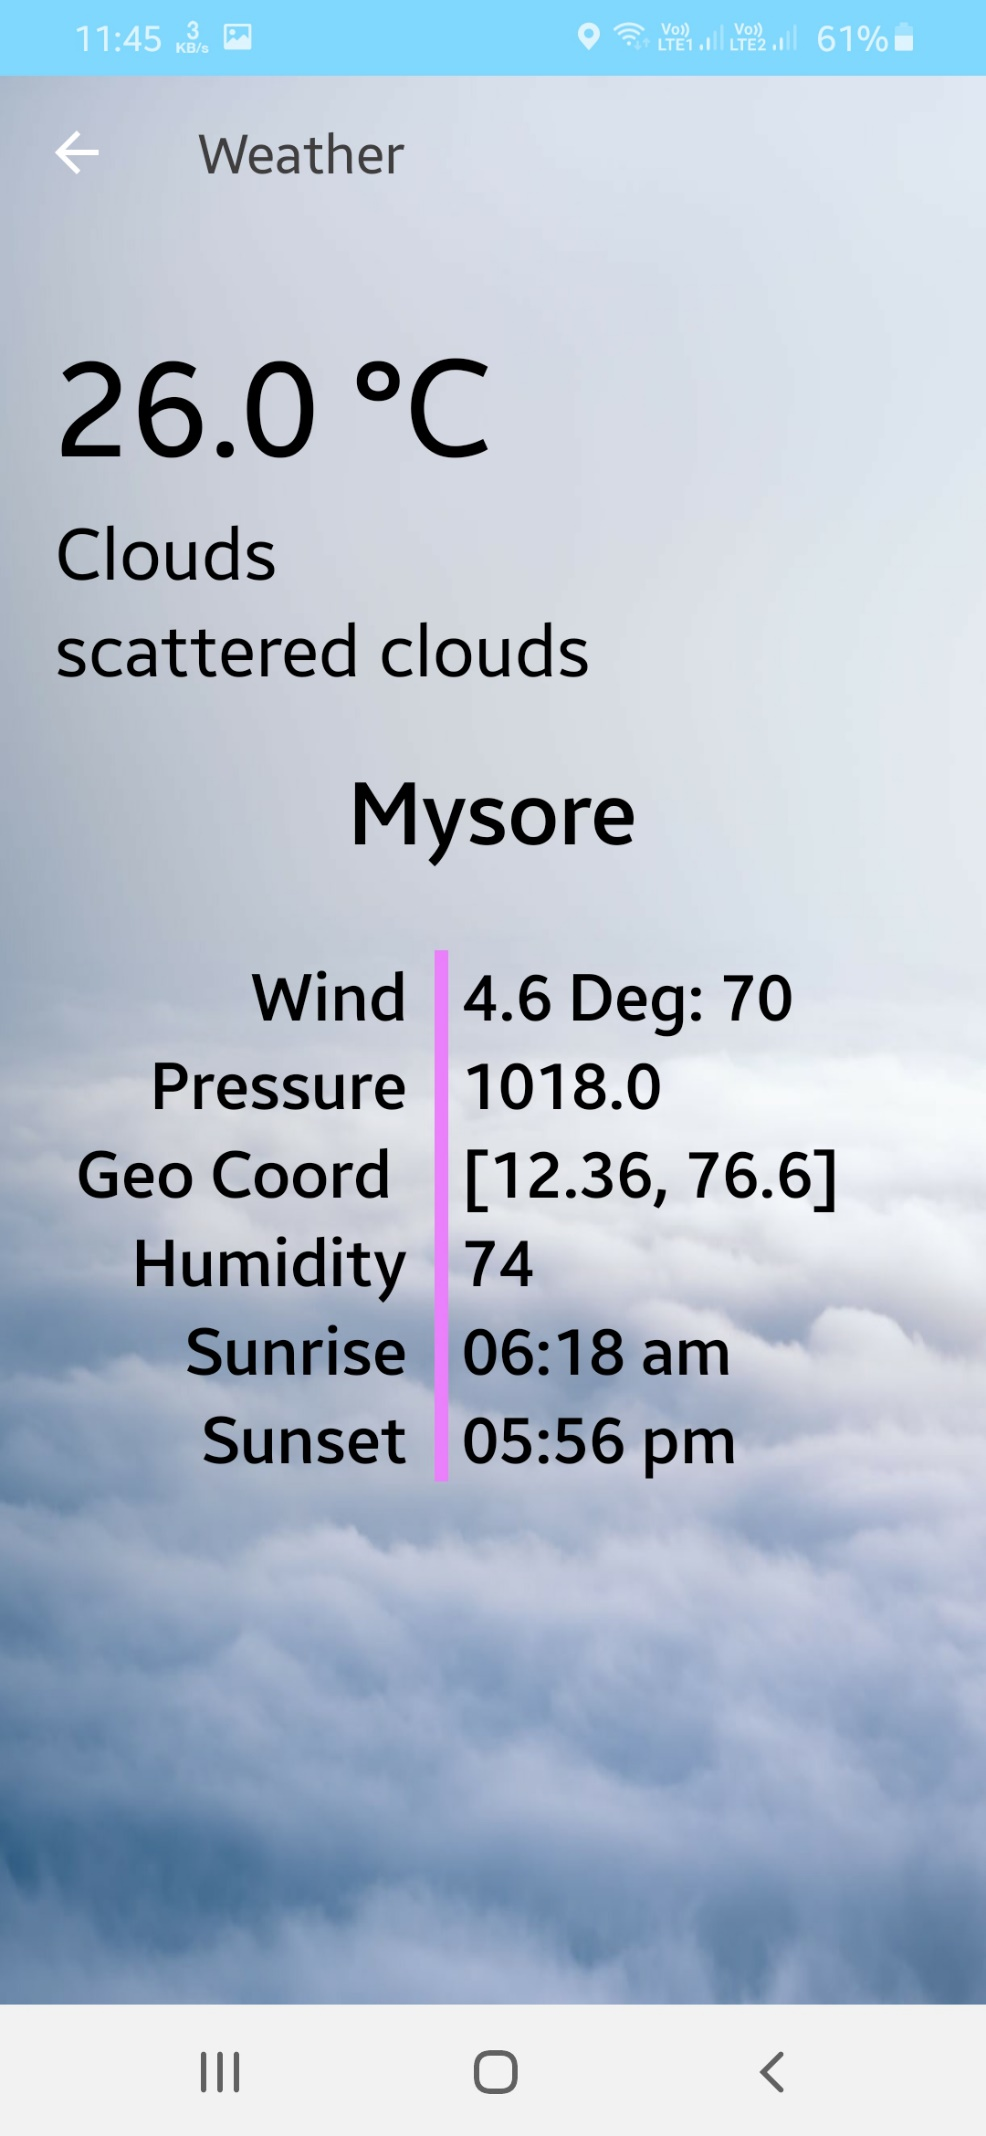 11:45 3 KB/s Vo)) LTE1 Vo)) LTE2 61%
Weather
26.0 °C
Clouds
scattered clouds
Mysore
Wind 4.6 Deg: 70
Pressure 1018.0
Geo Coord [12.36, 76.6]
Humidity 74
Sunrise 06:18 am
Sunset 05:56 pm